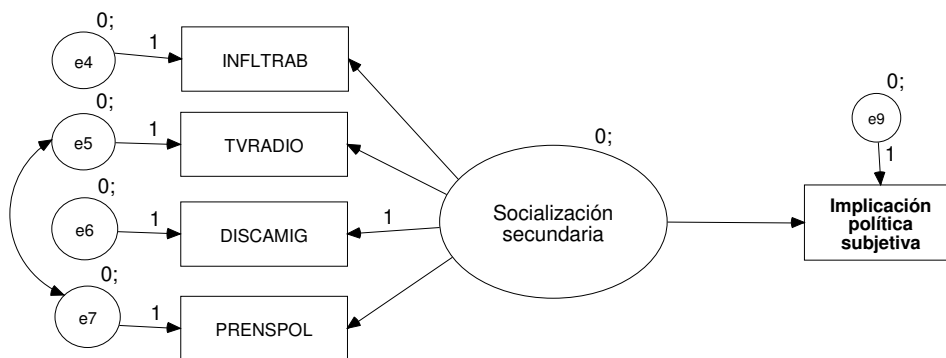 0;
e4
1
INFLTRAB
0;
e5
1
TVRADIO
0;
e6
1
DISCAMIG
1
0;
e7
1
PRENSPOL
0;
Socialización
secundaria
0;
e9
1
Implicación
política
subjetiva